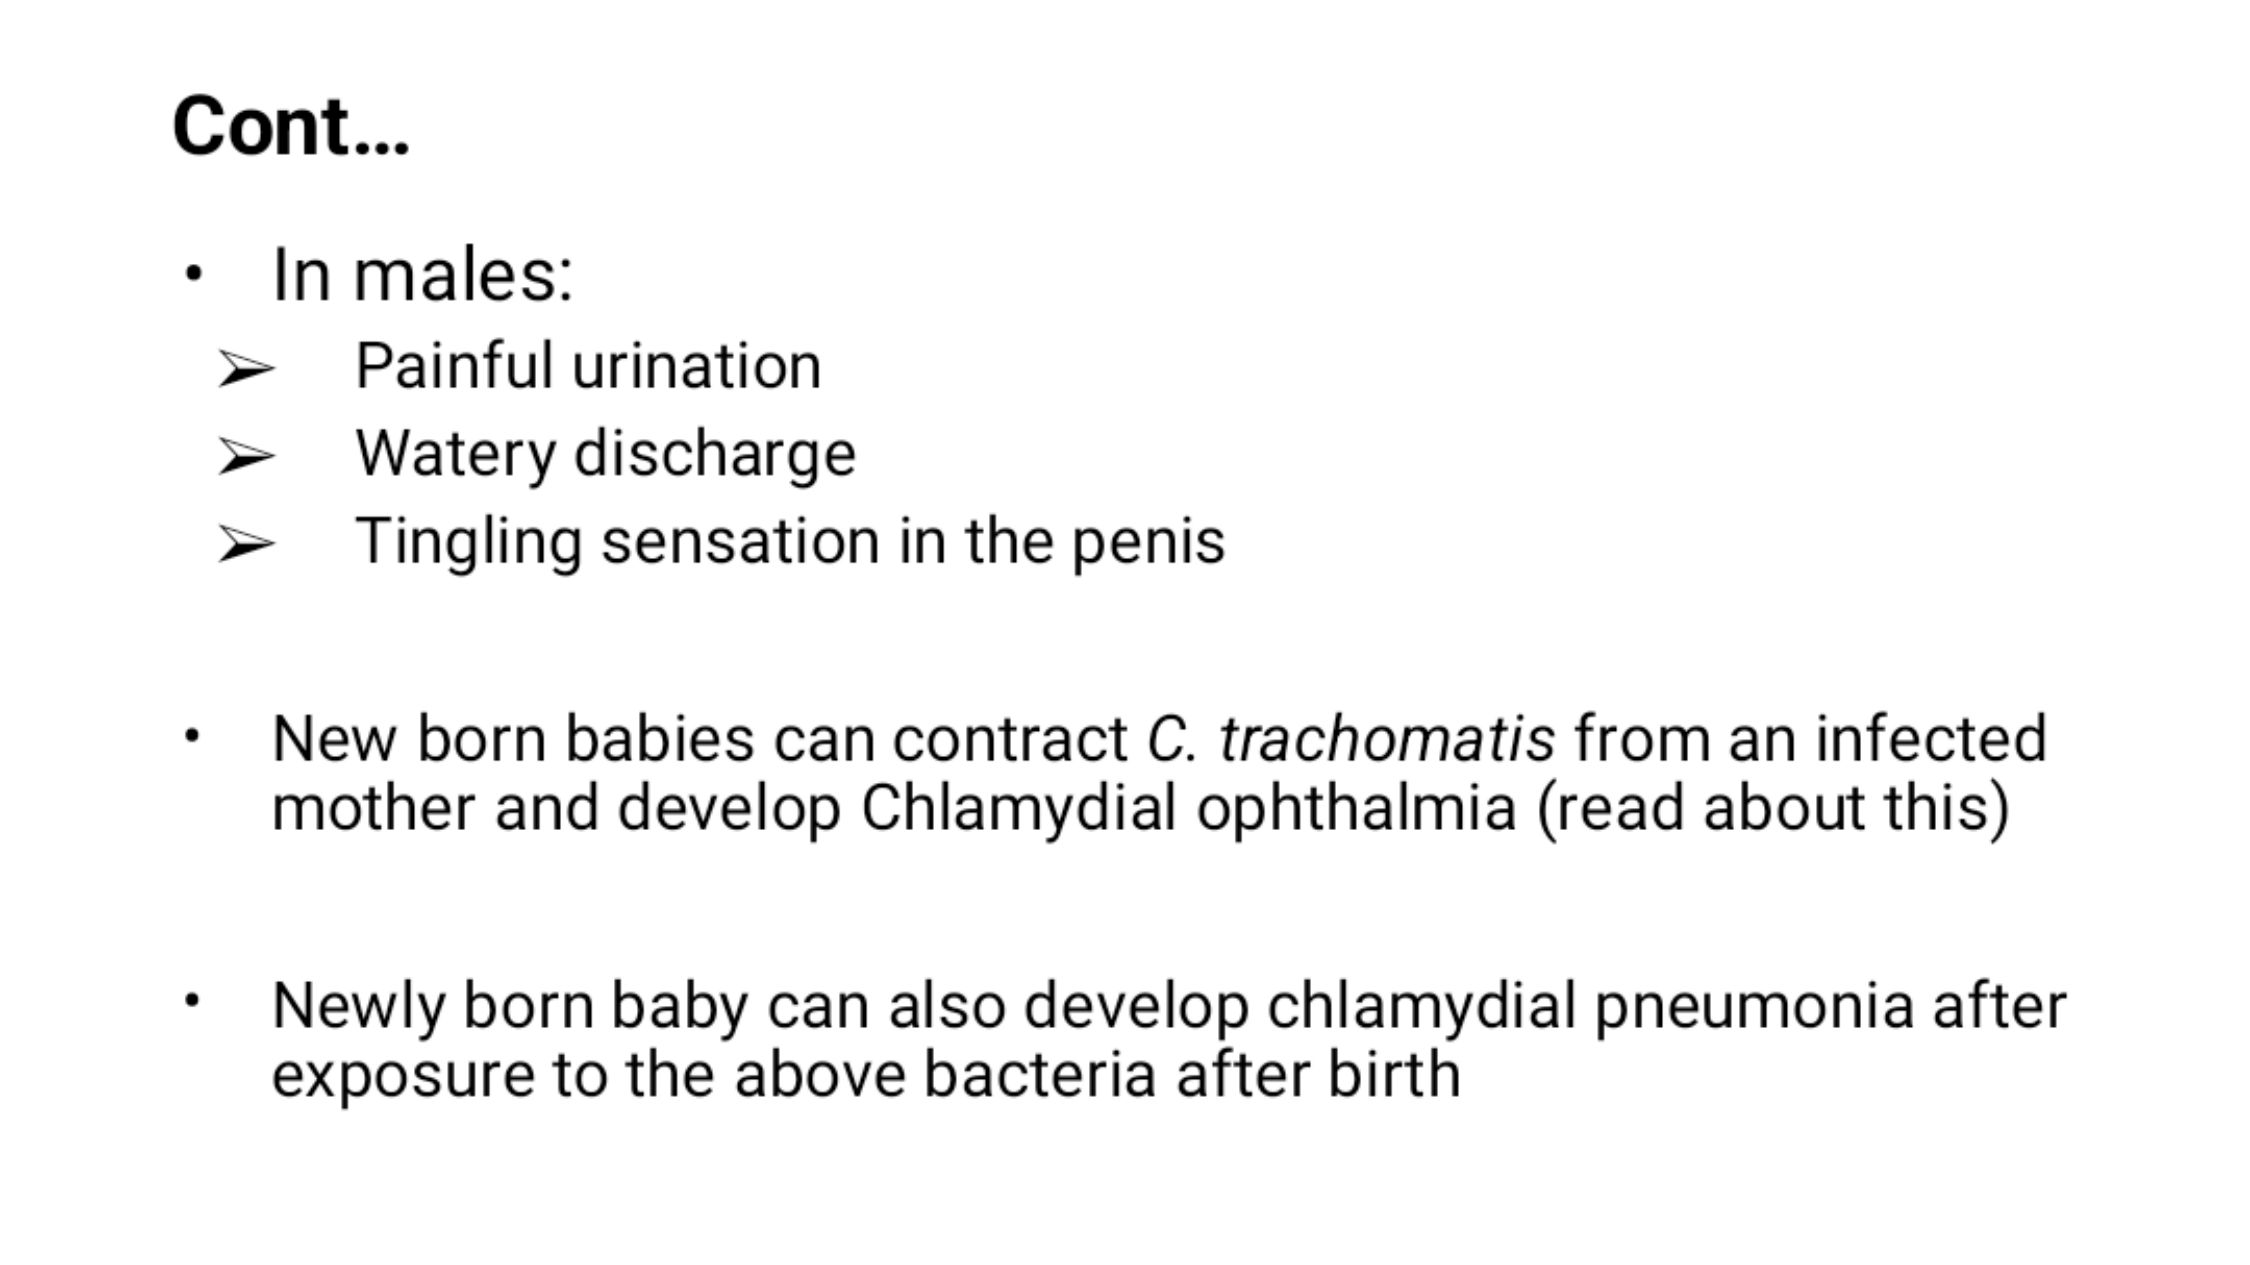 Cont...
• In males:
➢ Painful urination
➢ Watery discharge
➢ Tingling sensation in the penis
• New born babies can contract C. trachomatis from an infected
mother and develop Chlamydial ophthalmia (read about this)
• Newly born baby can also develop chlamydial pneumonia after
exposure to the above bacteria after birth